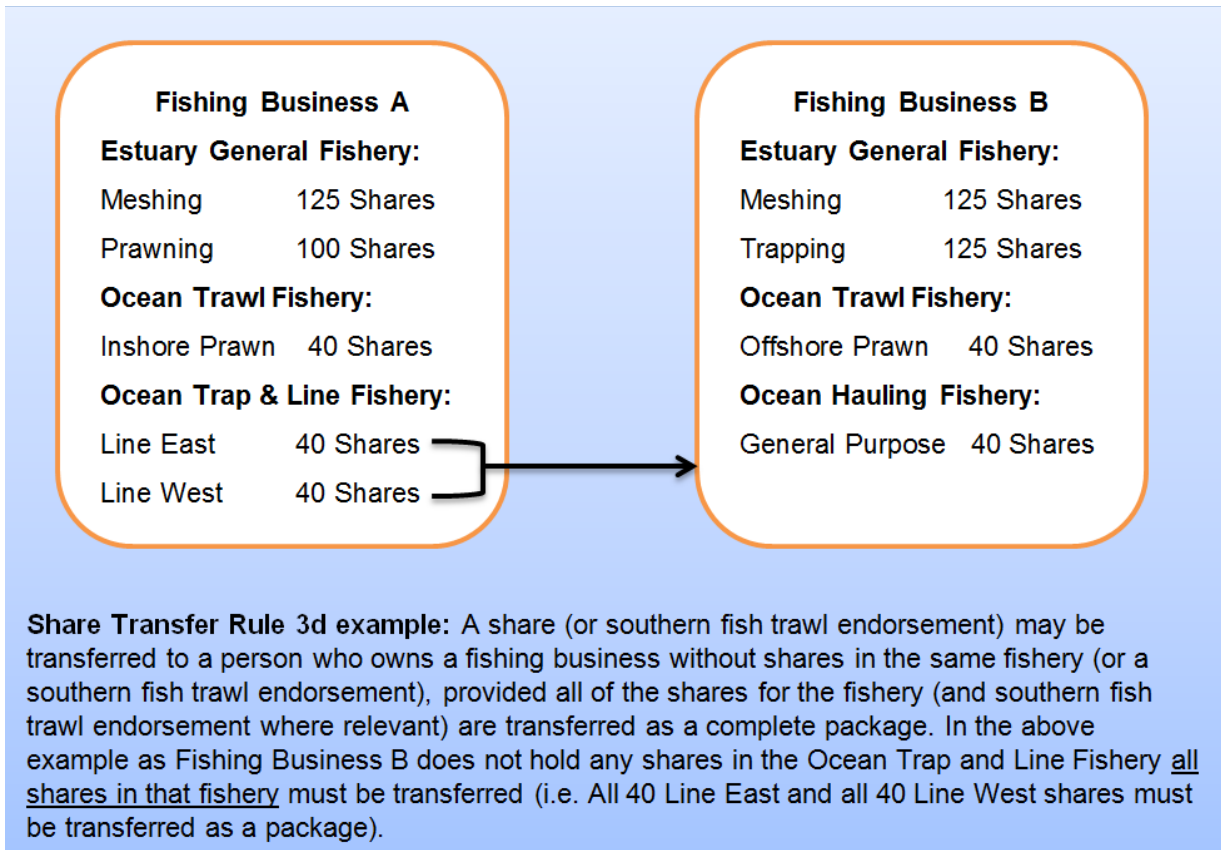 Fishing Business A
Estuary General Fishery:
Meshing 125 Shares
Prawning 100 Shares
Ocean Trawl Fishery:
Inshore Prawn 40 Shares
Ocean Trap & Line Fishery:
Line East 40 Shares
Line West 40 Shares
Fishing Business B
Estuary General Fishery:
Meshing 125 Shares
Trapping 125 Shares
Ocean Trawl Fishery:
Offshore Prawn 40 Shares
Ocean Hauling Fishery:
General Purpose 40 Shares
Share Transfer Rule 3d example: A share (or southern fish trawl endorsement) may be
transferred to a person who owns a fishing business without shares in the same fishery (or a
southern fish trawl endorsement), provided all of the shares for the fishery (and southern fish
trawl endorsement where relevant) are transferred as a complete package. In the above
example as Fishing Business B does not hold any shares in the Ocean Trap and Line Fishery all
shares in that fishery must be transferred (i.e. All 40 Line East and all 40 Line West shares must
be transferred as a package).